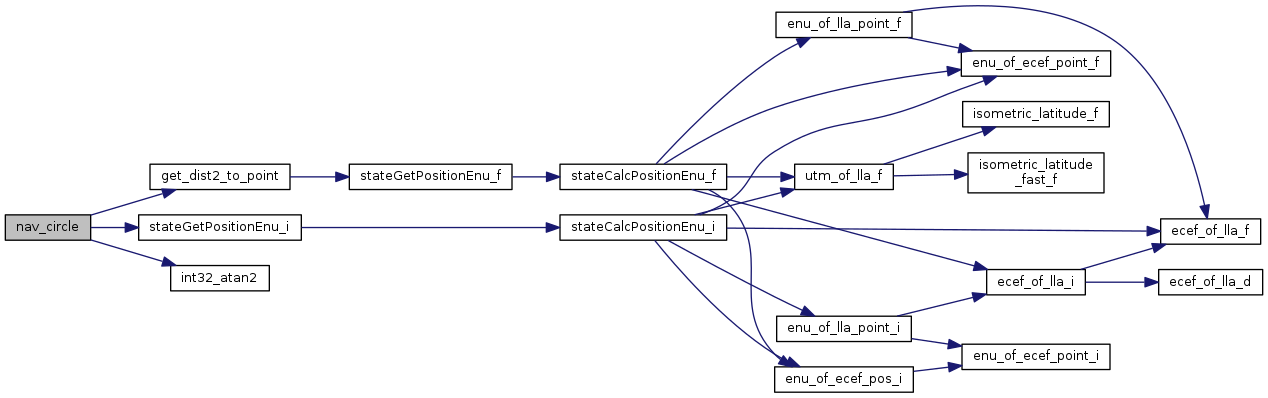 enu_of_lla_point_f
enu_of_ecef_point_f
isometric_latitude_f
isometric_latitude
_fast_f
get_dist2_to_point
stateGetPositionEnu_f
stateCalcPositionEnu_f
utm_of_lla_f
nav_circle
stateGetPositionEnu_i
stateCalcPositionEnu_i
ecef_of_lla_f
int32_atan2
ecef_of_lla_i
ecef_of_lla_d
enu_of_lla_point_i
enu_of_ecef_point_i
enu_of_ecef_pos_i